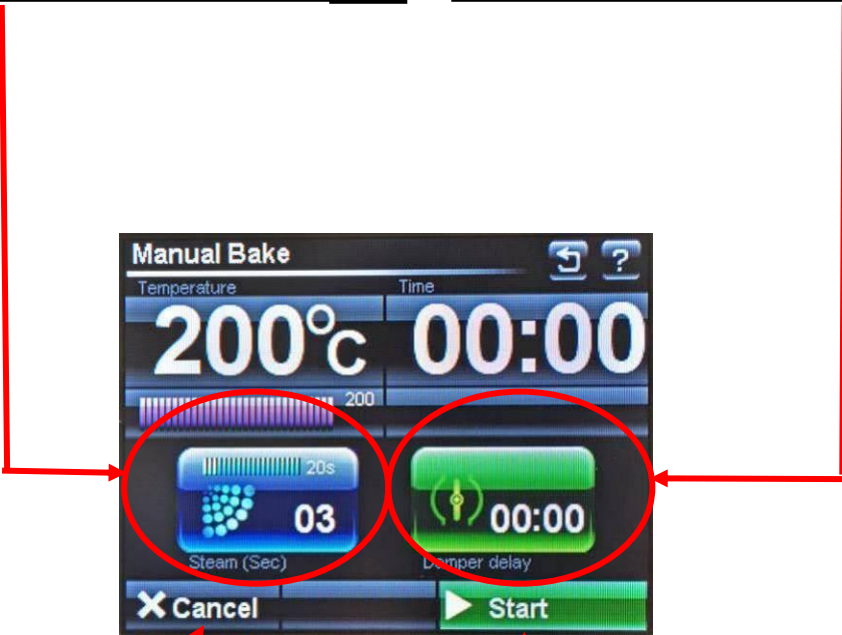 Manual Bake
?
Temperature
Time
200°C
00:00
200
20s
03
00:00
Steam (Sec)
Damper delay
Cancel
Start